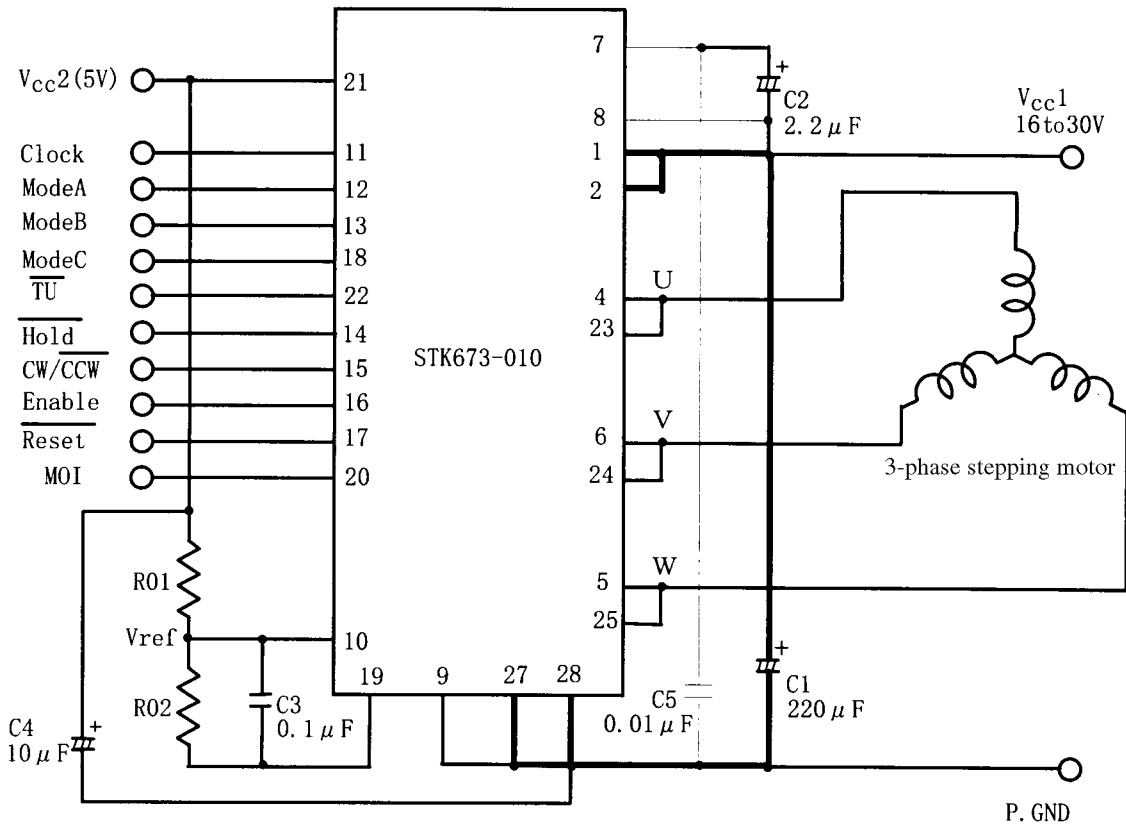 7
Vcc2(5V)
21
+
C2
2.2μF
Vcc1
16to30V
8
Clock
11
1
ModeA
12
2
ModeB
13
ModeC
18
TU
22
4
U
23
Hold
14
STK673-010
CW/CCW
15
Enable
16
Reset
17
6
V
MOI
20
24
3-phase stepping motor
R01
5
W
25
Vref
10
19
9
27
28
+
C1
220μF
C5
0.01μF
R02
C3
0.1μF
C4
10μF
+
P.GND